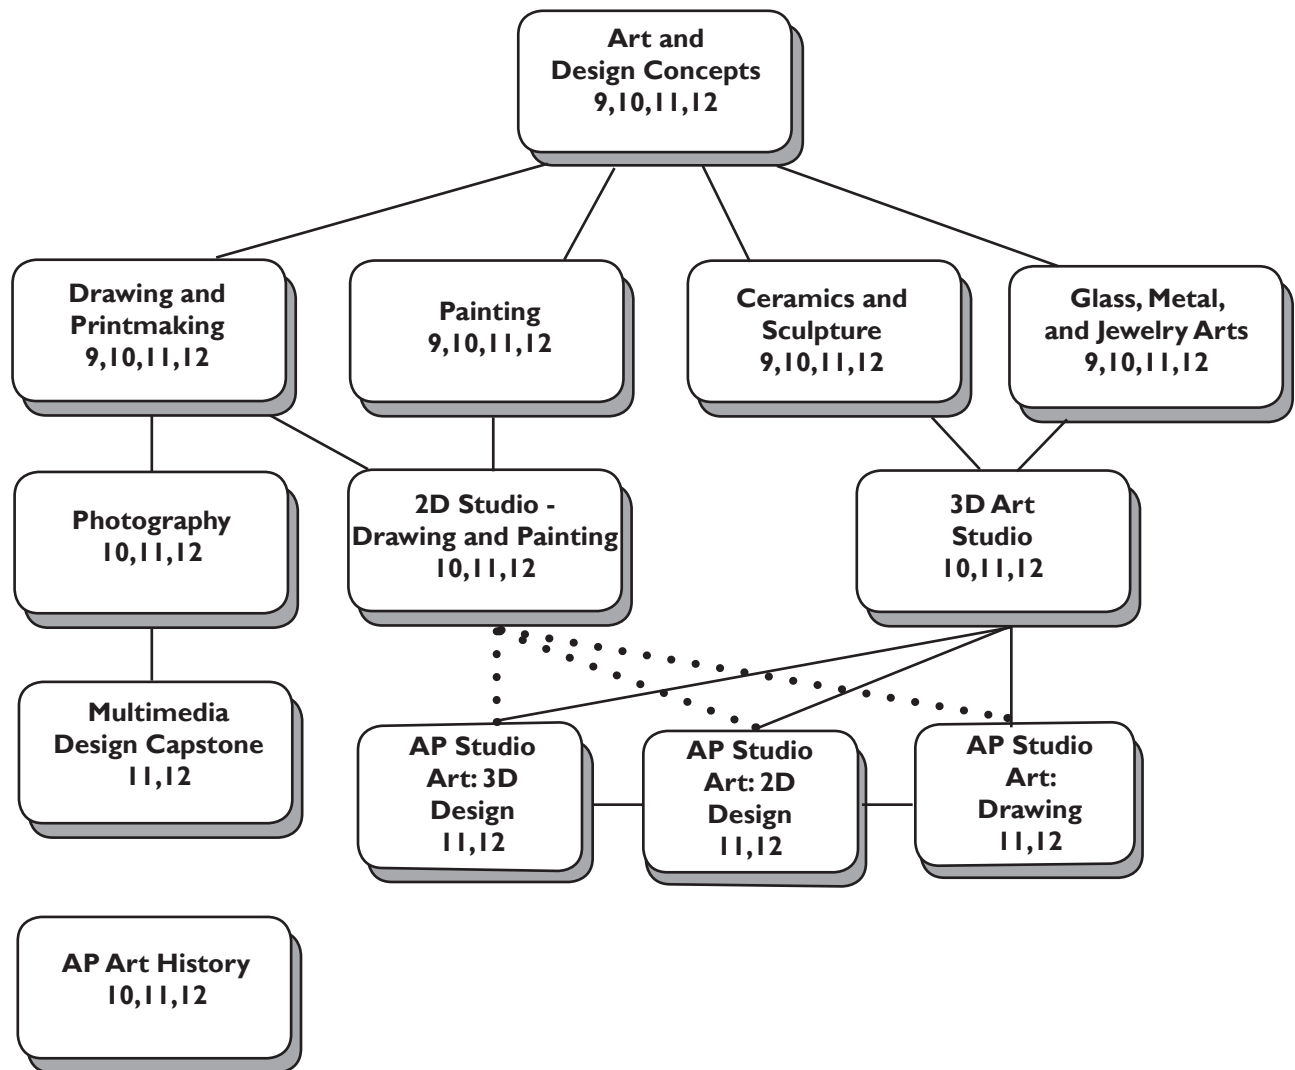 Art and
Design Concepts
9,10,11,12
Drawing and
Printmaking
9,10,11,12
Painting
9,10,11,12
Ceramics and
Sculpture
9,10,11,12
Glass, Metal,
and Jewelry Arts
9,10,11,12
Photography
10,11,12
2D Studio -
Drawing and Painting
10,11,12
3D Art
Studio
10,11,12
Multimedia
Design Capstone
11,12
AP Studio
Art: 3D
Design
11,12
AP Studio
Art: 2D
Design
11,12
AP Studio
Art:
Drawing
11,12
AP Art History
10,11,12